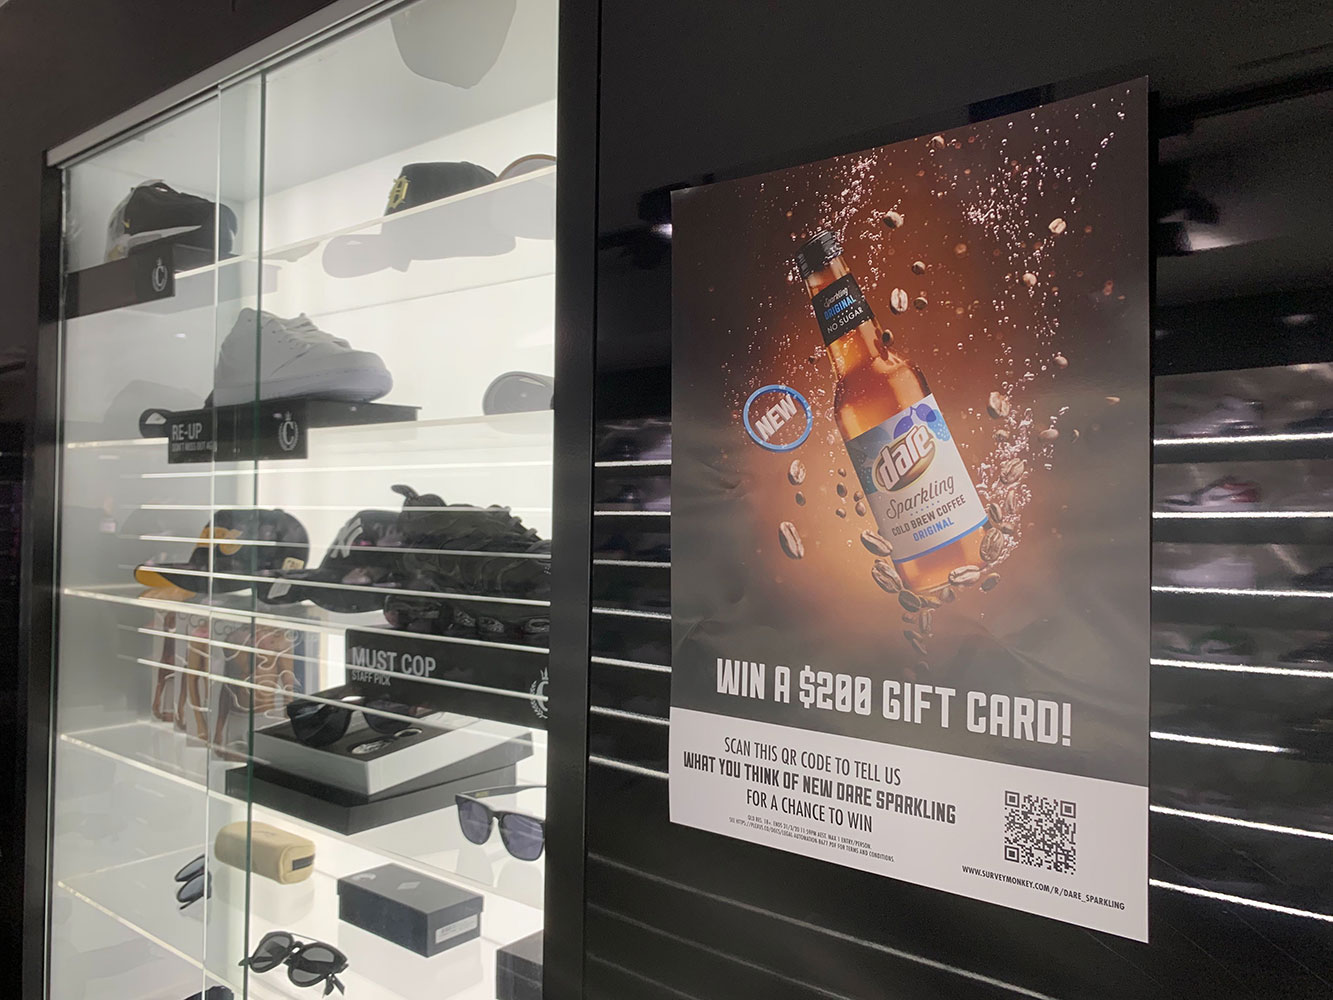 RE-UP
MUST COP
STAFF PICK
Sparkling
ORIGINAL
NO SUGAR
NEW
dare
Sparkling
COLD BREW COFFEE
ORIGINAL
WIN A $200 GIFT CARD!
SCAN THIS QR CODE TO TELL US
WHAT YOU THINK OF NEW DARE SPARKLING
FOR A CHANCE TO WIN
WWW.SURVEYMONKEY.COM/R/DARE_SPARKLING